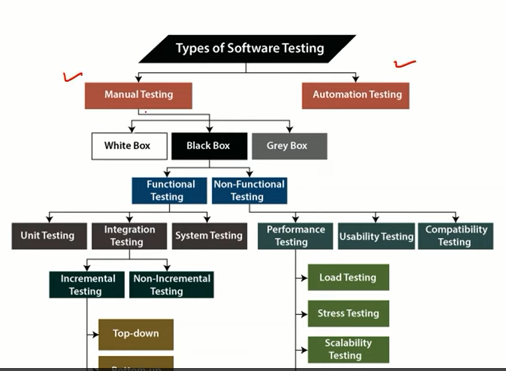 Types of Software Testing
Manual Testing
Automation Testing
White Box
Black Box
Grey Box
Functional
Testing
Non-Functional
Testing
Unit Testing
Integration
Testing
System Testing
Performance
Testing
Usability Testing
Compatibility
Testing
Incremental
Testing
Non-Incremental
Testing
Load Testing
Stress Testing
Top-down
Scalability
Testing